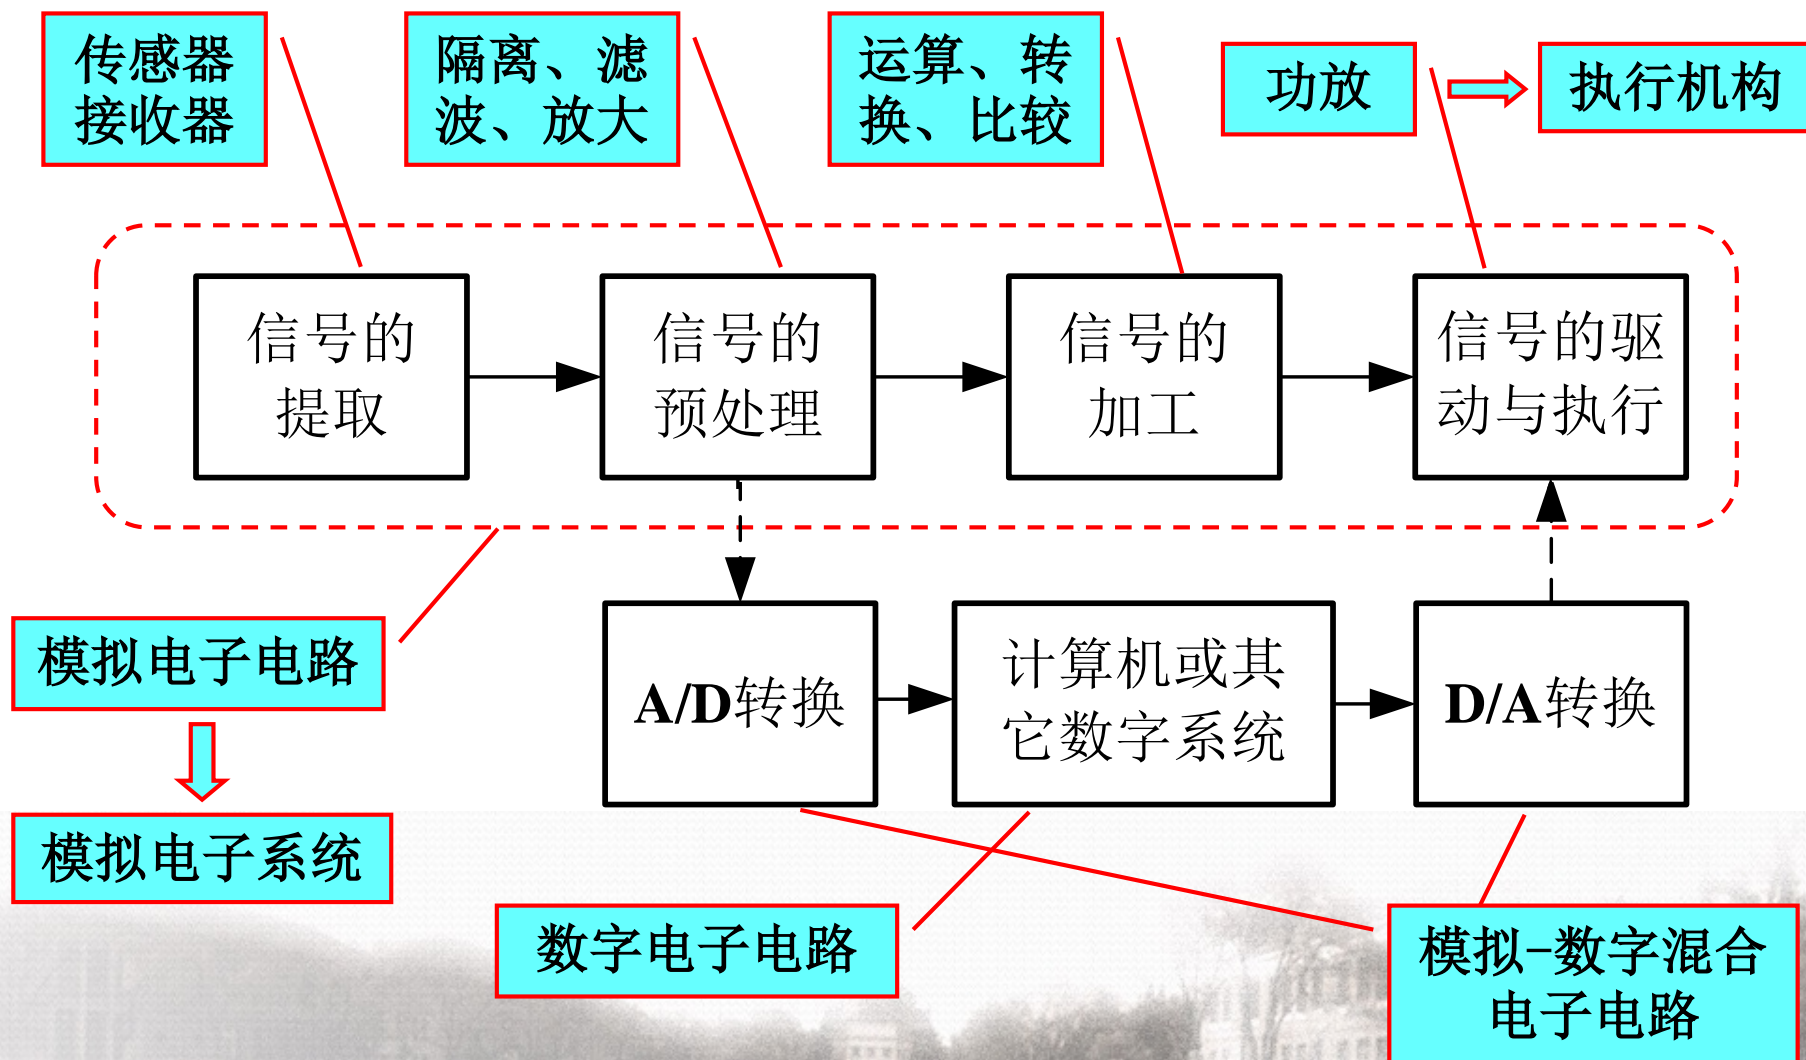 传感器
接收器
隔离、滤
波、放大
运算、转
换、比较
功放
执行机构
信号的
提取
信号的
预处理
信号的
加工
信号的驱
动与执行
模拟电子电路
A/D转换
计算机或其
它数字系统
D/A转换
模拟电子系统
数字电子电路
模拟-数字混合
电子电路